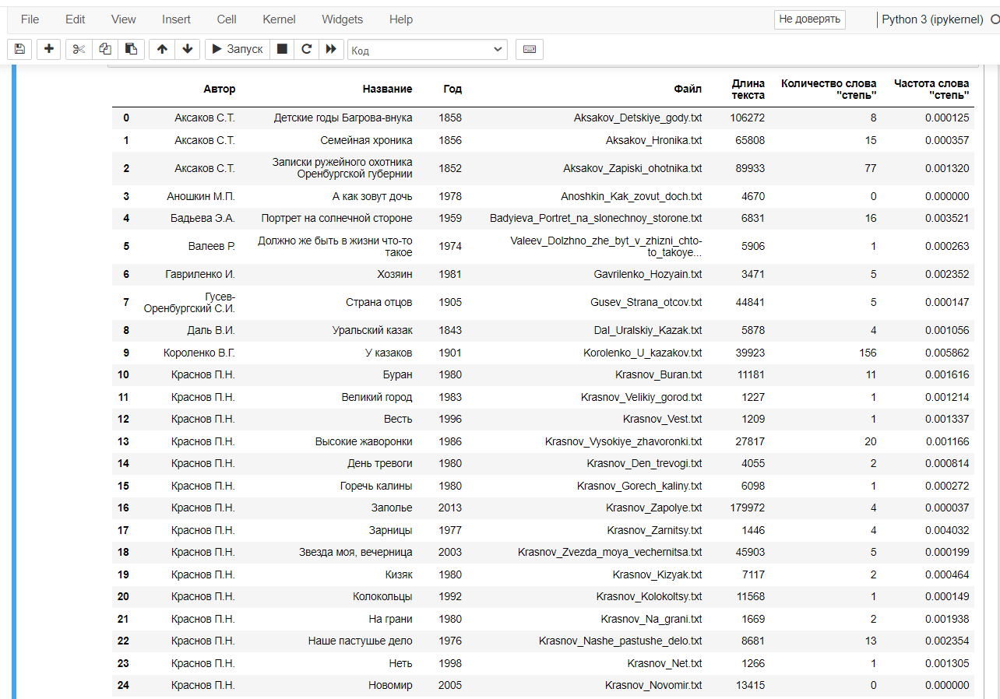 File Edit View Insert Cell Kernel Widgets Help Не доверять Python 3 (ipykernel)
Запуск Код
Автор Название Год Файл Длина текста Количество слова "степь" Частота слова "степь"
0 Аксаков С.Т. Детские годы Багрова-внука 1858 Aksakov_Detskiye_gody.txt 106272 8 0.000125
1 Аксаков С.Т. Семейная хроника 1856 Aksakov_Hronika.txt 65808 15 0.000357
2 Аксаков С.Т. Записки ружейного охотника Оренбургской губернии 1852 Aksakov_Zapiski_ohotnika.txt 89933 77 0.001320
3 Аношкин М.П. А как зовут дочь 1978 Anoshkin_Kak_zovut_doch.txt 4670 0 0.000000
4 Бадьева Э.А. Портрет на солнечной стороне 1959 Badyieva_Portret_na_slonechnoy_storone.txt 6831 16 0.003521
5 Валеев Р. Должно же быть в жизни что-то такое 1974 Valeev_Dolzhno_zhe_byt_v_zhizni_chto-to_takoye... 5906 1 0.000263
6 Гавриленко И. Хозяин 1981 Gavrilenko_Hozyain.txt 3471 5 0.002352
7 Гусев-Оренбургский С.И. Страна отцов 1905 Gusev_Strana_otcov.txt 44841 5 0.000147
8 Даль В.И. Уральский казак 1843 Dal_Uralskiy_Kazak.txt 5878 4 0.001056
9 Короленко В.Г. У казаков 1901 Korolenko_U_kazakov.txt 39923 156 0.005862
10 Краснов П.Н. Буран 1980 Krasnov_Buran.txt 11181 11 0.001616
11 Краснов П.Н. Великий город 1983 Krasnov_Velikiy_gorod.txt 1227 1 0.001214
12 Краснов П.Н. Весть 1996 Krasnov_Vest.txt 1209 1 0.001337
13 Краснов П.Н. Высокие жаворонки 1986 Krasnov_Vysokiye_zhavoronki.txt 27817 20 0.001166
14 Краснов П.Н. День тревоги 1980 Krasnov_Den_trevogi.txt 4055 2 0.000814
15 Краснов П.Н. Горечь калины 1980 Krasnov_Gorech_kaliny.txt 6098 1 0.000272
16 Краснов П.Н. Заполье 2013 Krasnov_Zapolye.txt 179972 4 0.000037
17 Краснов П.Н. Зарницы 1977 Krasnov_Zarnitsy.txt 1446 4 0.004032
18 Краснов П.Н. Звезда моя, вечерница 2003 Krasnov_Zvezda_moya_vechernitsa.txt 45903 5 0.000199
19 Краснов П.Н. Кизяк 1980 Krasnov_Kizyak.txt 7117 2 0.000464
20 Краснов П.Н. Колокольцы 1992 Krasnov_Kolokoltsy.txt 11568 1 0.000149
21 Краснов П.Н. На грани 1980 Krasnov_Na_grani.txt 1669 2 0.001938
22 Краснов П.Н. Наше пастушье дело 1976 Krasnov_Nashe_pastushe_delo.txt 8681 13 0.002354
23 Краснов П.Н. Неть 1998 Krasnov_Net.txt 1266 1 0.001305
24 Краснов П.Н. Новомир 2005 Krasnov_Novomir.txt 13415 0 0.000000